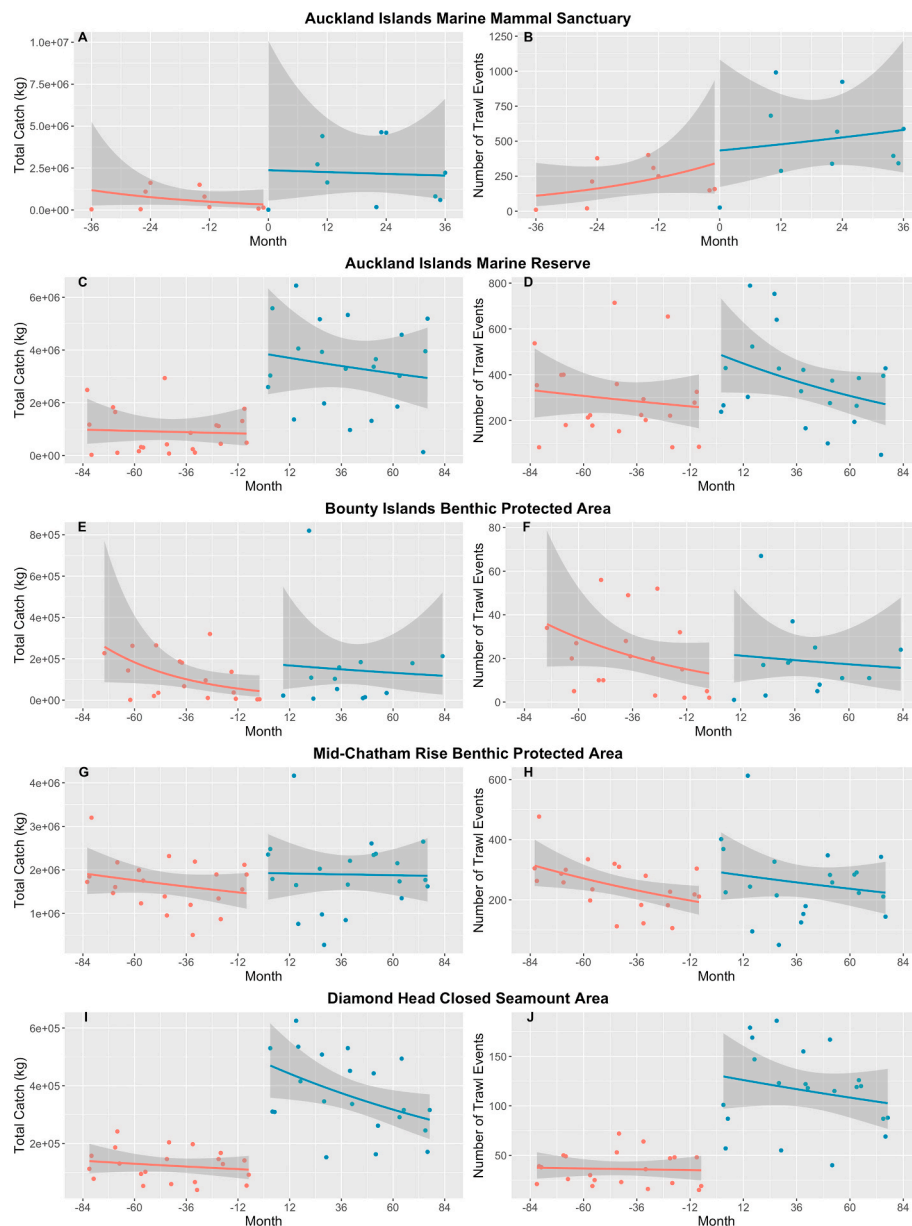 Auckland Islands Marine Mammal Sanctuary
A
Total Catch (kg)
1.0e+07
7.5e+06
5.0e+06
2.5e+06
0.0e+00
-36 -24 -12 0 12 24 36
Month
B
Number of Trawl Events
1250
1000
750
500
250
0
-36 -24 -12 0 12 24 36
Month
Auckland Islands Marine Reserve
C
Total Catch (kg)
6e+06
4e+06
2e+06
0e+00
-84 -60 -36 -12 12 36 60 84
Month
D
Number of Trawl Events
800
600
400
200
-84 -60 -36 -12 12 36 60 84
Month
Bounty Islands Benthic Protected Area
E
Total Catch (kg)
8e+05
6e+05
4e+05
2e+05
0e+00
-84 -60 -36 -12 12 36 60 84
Month
F
Number of Trawl Events
80
60
40
20
0
-84 -60 -36 -12 12 36 60 84
Month
Mid-Chatham Rise Benthic Protected Area
G
Total Catch (kg)
4e+06
3e+06
2e+06
1e+06
-84 -60 -36 -12 12 36 60 84
Month
H
Number of Trawl Events
600
400
200
-84 -60 -36 -12 12 36 60 84
Month
Diamond Head Closed Seamount Area
I
Total Catch (kg)
6e+05
4e+05
2e+05
-84 -60 -36 -12 12 36 60 84
Month
J
Number of Trawl Events
150
100
50
-84 -60 -36 -12 12 36 60 84
Month